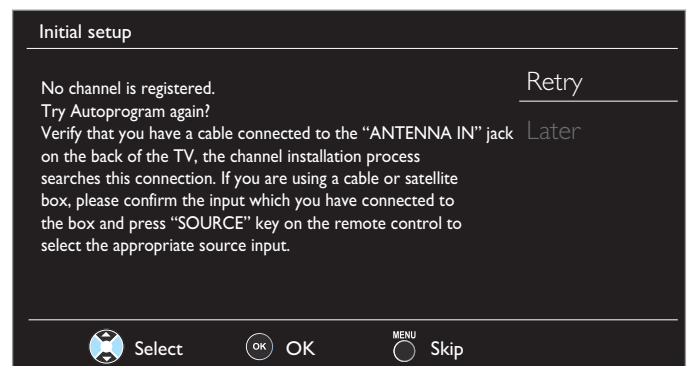 Initial setup
No channel is registered.
Try Autoprogram again?
Verify that you have a cable connected to the “ANTENNA IN” jack
on the back of the TV, the channel installation process
searches this connection. If you are using a cable or satellite
box, please confirm the input which you have connected to
the box and press “SOURCE” key on the remote control to
select the appropriate source input.
Retry
Later
Select
OK OK
MENU
Skip